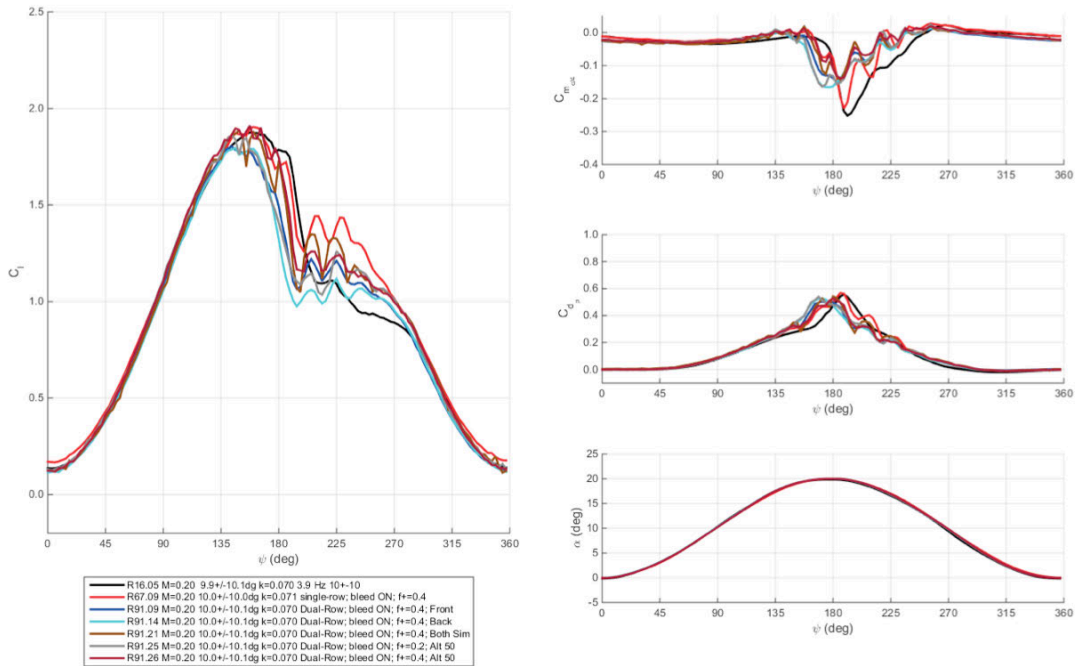 2.5
2.0
1.5
1.0
0.5
0.0
C_l
0 45 90 135 180 225 270 315 360
ψ (deg)
R16.05 M=0.20 9.9+/-10.1dg k=0.070 3.9 Hz 10+-10
R67.09 M=0.20 10.0+/-10.0dg k=0.071 single-row; bleed ON; f+=0.4
R91.09 M=0.20 10.0+/-10.1dg k=0.070 Dual-Row; bleed ON; f+=0.4; Front
R91.14 M=0.20 10.0+/-10.1dg k=0.070 Dual-Row; bleed ON; f+=0.4; Back
R91.21 M=0.20 10.0+/-10.1dg k=0.070 Dual-Row; bleed ON; f+=0.4; Both Sim
R91.25 M=0.20 10.0+/-10.1dg k=0.070 Dual-Row; bleed ON; f+=0.2; Alt 50
R91.26 M=0.20 10.0+/-10.1dg k=0.070 Dual-Row; bleed ON; f+=0.4; Alt 50
0.0
-0.1
-0.2
-0.3
-0.4
C_m_c/4
0 45 90 135 180 225 270 315 360
ψ (deg)
1.0
0.8
0.6
0.4
0.2
0.0
C_d_p
0 45 90 135 180 225 270 315 360
ψ (deg)
25
20
15
10
5
0
-5
α (deg)
0 45 90 135 180 225 270 315 360
ψ (deg)